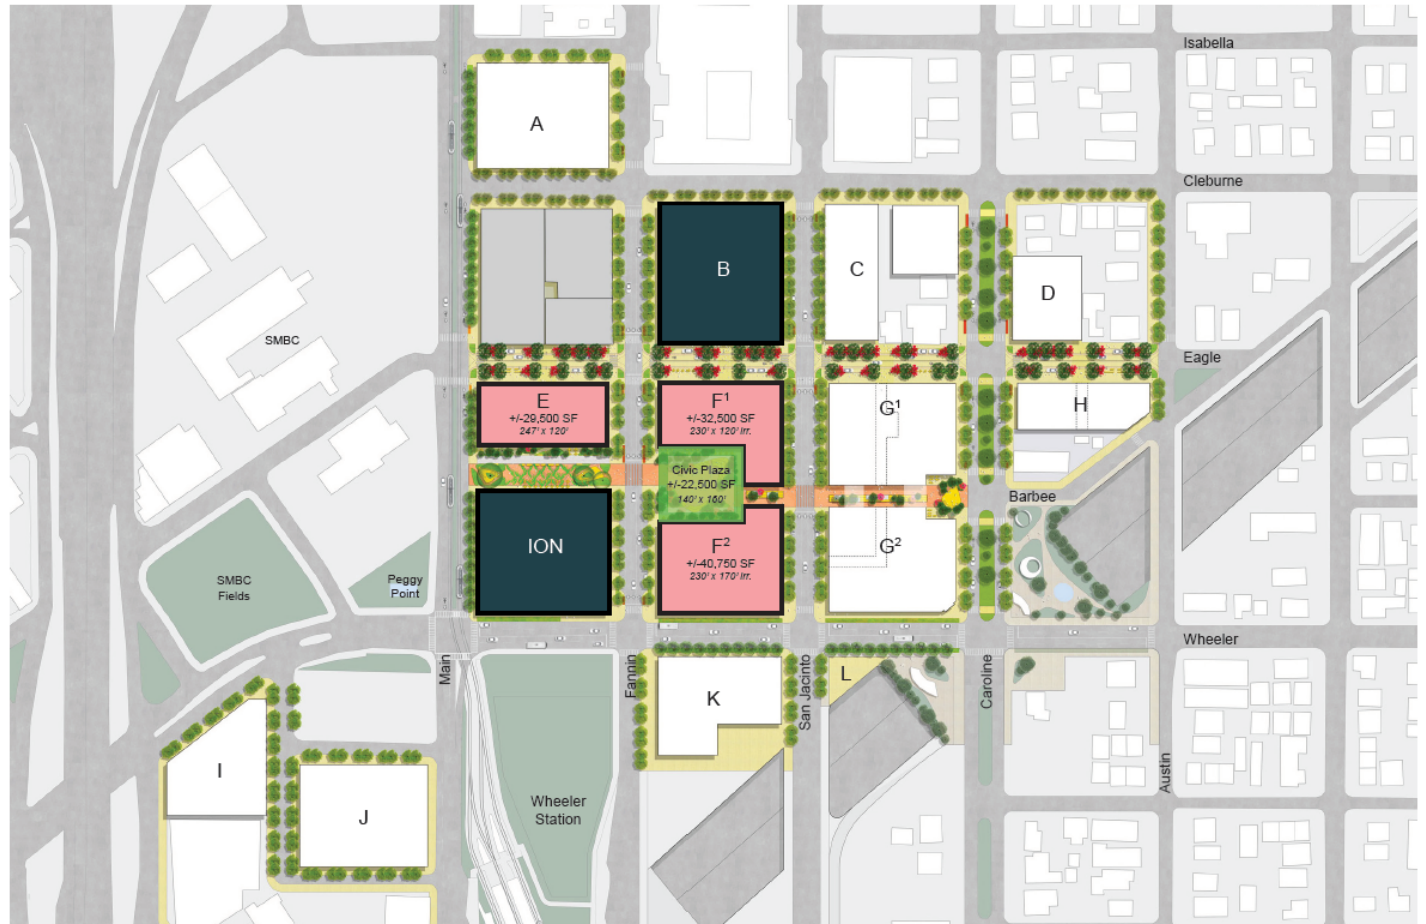 Isabella
A
Cleburne
B
C
D
SMBC
Eagle
E
+/-29,500 SF
247' x 120'
F¹
+/-32,500 SF
230' x 120' irr.
G¹
H
Civic Plaza
+/-22,500 SF
140' x 160'
Barbee
ION
F²
+/-40,750 SF
230' x 170' irr.
G²
SMBC
Fields
Peggy
Point
Wheeler
Main
Fannin
San Jacinto
Caroline
Austin
K
L
I
J
Wheeler
Station